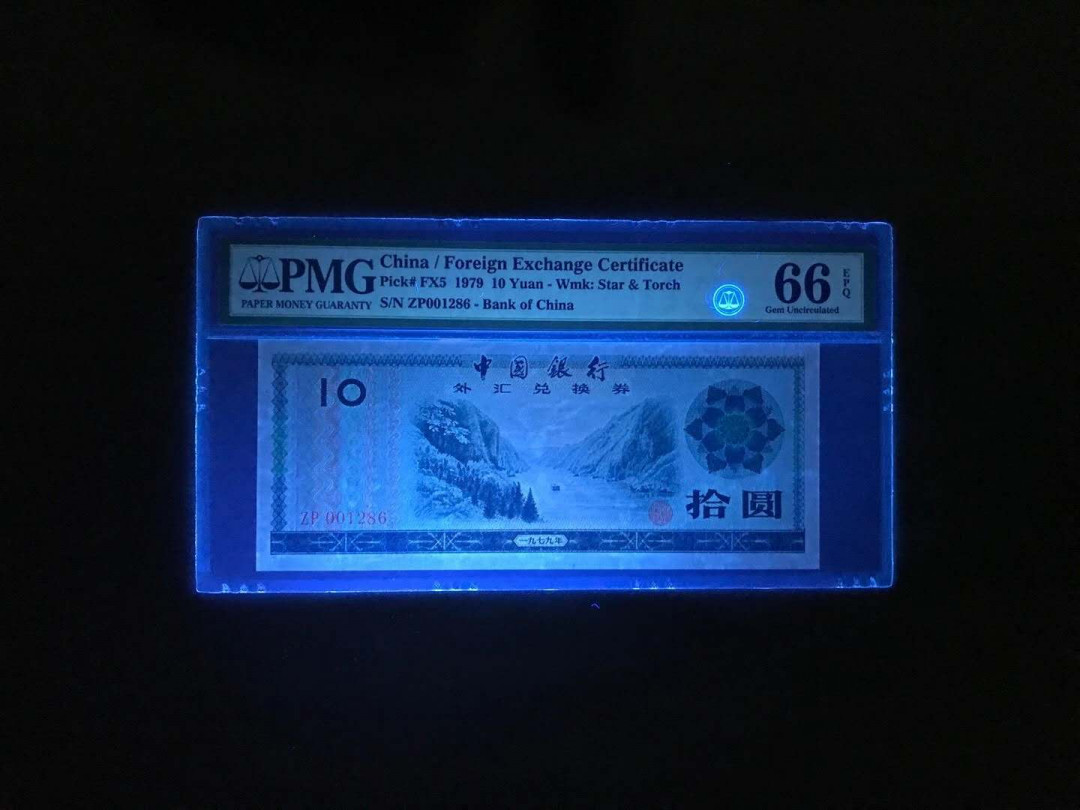 PMG
PAPER MONEY GUARANTY
China / Foreign Exchange Certificate
Pick# FX5 1979 10 Yuan - Wmk: Star & Torch
S/N ZP001286 - Bank of China
66
EPQ
Gem Uncirculated
中國銀行
外汇兑换券
10
ZP 001286
拾圆
一九七九年